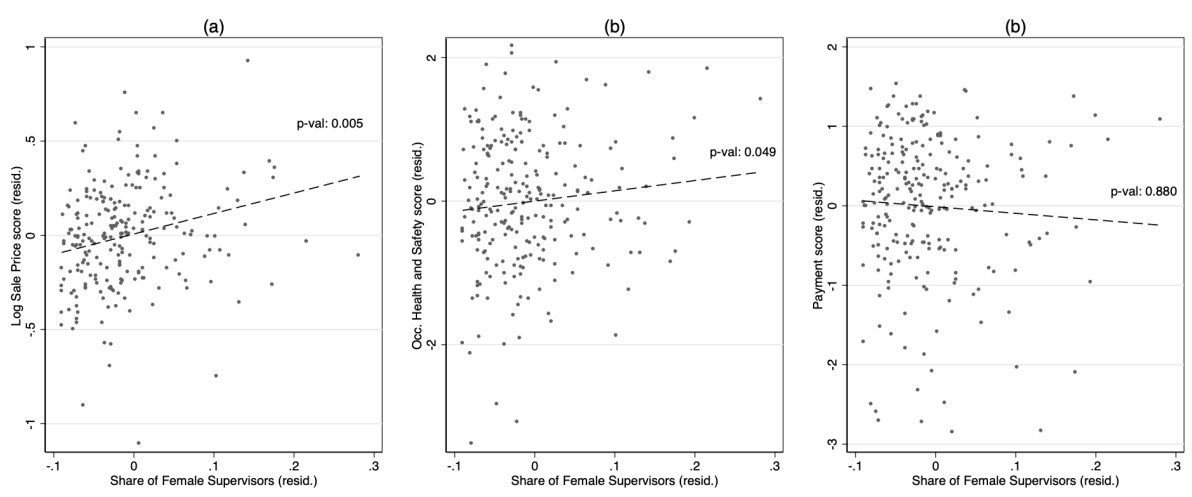 (a)
Log Sale Price score (resid.)
1
.5
0
-.5
-1
p-val: 0.005
-.1 0 .1 .2 .3
Share of Female Supervisors (resid.)
(b)
Occ. Health and Safety score (resid.)
2
0
-2
p-val: 0.049
-.1 0 .1 .2 .3
Share of Female Supervisors (resid.)
(b)
Payment score (resid.)
2
1
0
-1
-2
-3
p-val: 0.880
-.1 0 .1 .2 .3
Share of Female Supervisors (resid.)